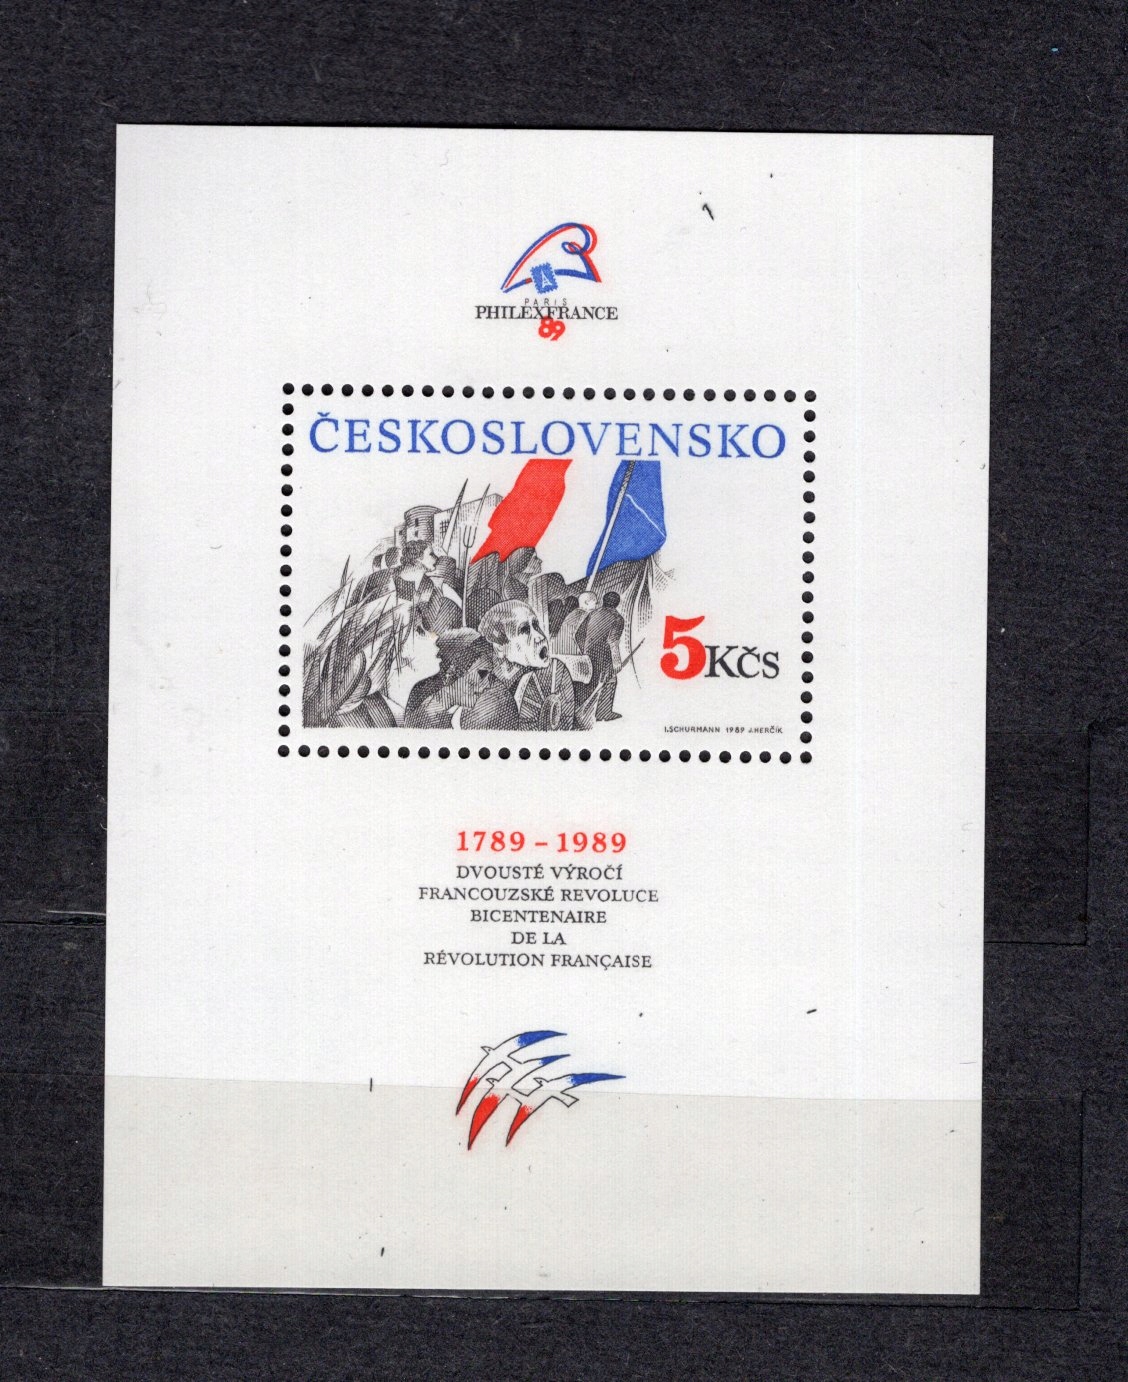 PARIS
PHILEXFRANCE
89
ČESKOSLOVENSKO
5KČS
I.SCHURMANN 1989 J.HERČÍK
1789 – 1989
DVOUSTÉ VÝROČÍ
FRANCOUZSKÉ REVOLUCE
BICENTENAIRE
DE LA
RÉVOLUTION FRANÇAISE